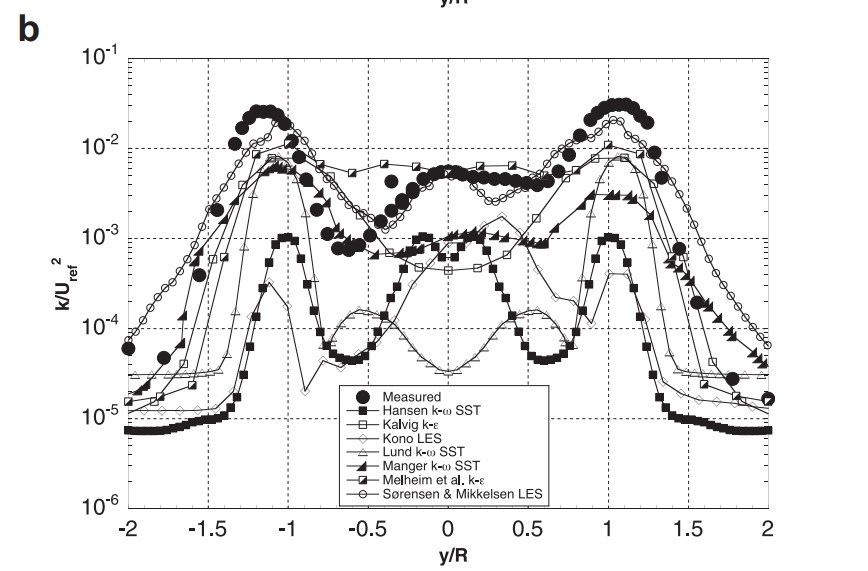 y/R
b
10-1
10-2
10-3
10-4
10-5
10-6
k/Uref2
Measured
Hansen k-ω SST
Kalvig k-ε
Kono LES
Lund k-ω SST
Manger k-ω SST
Melheim et al. k-ε
Sørensen & Mikkelsen LES
-2 -1.5 -1 -0.5 0 0.5 1 1.5 2
y/R